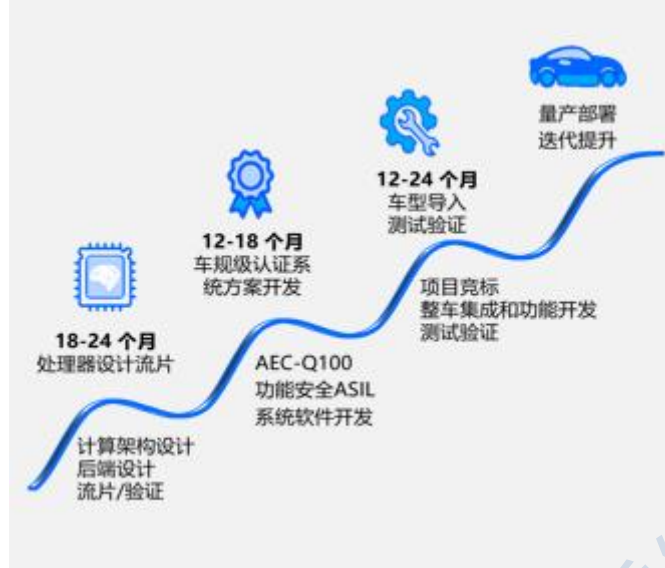 量产部署
迭代提升
12-24 个月
车型导入
测试验证
12-18 个月
车规级认证系
统方案开发
项目竞标
整车集成和功能开发
测试验证
18-24 个月
处理器设计流片
AEC-Q100
功能安全ASIL
系统软件开发
计算架构设计
后端设计
流片/验证